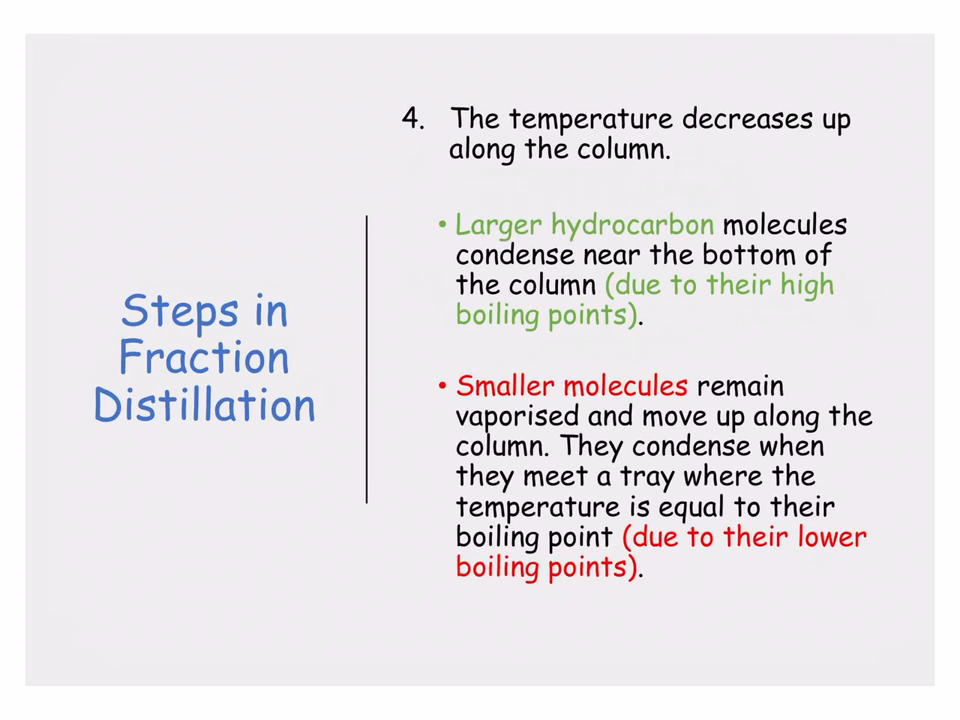 Steps in
Fraction
Distillation
4. The temperature decreases up
along the column.
• Larger hydrocarbon molecules
condense near the bottom of
the column (due to their high
boiling points).
• Smaller molecules remain
vaporised and move up along the
column. They condense when
they meet a tray where the
temperature is equal to their
boiling point (due to their lower
boiling points).